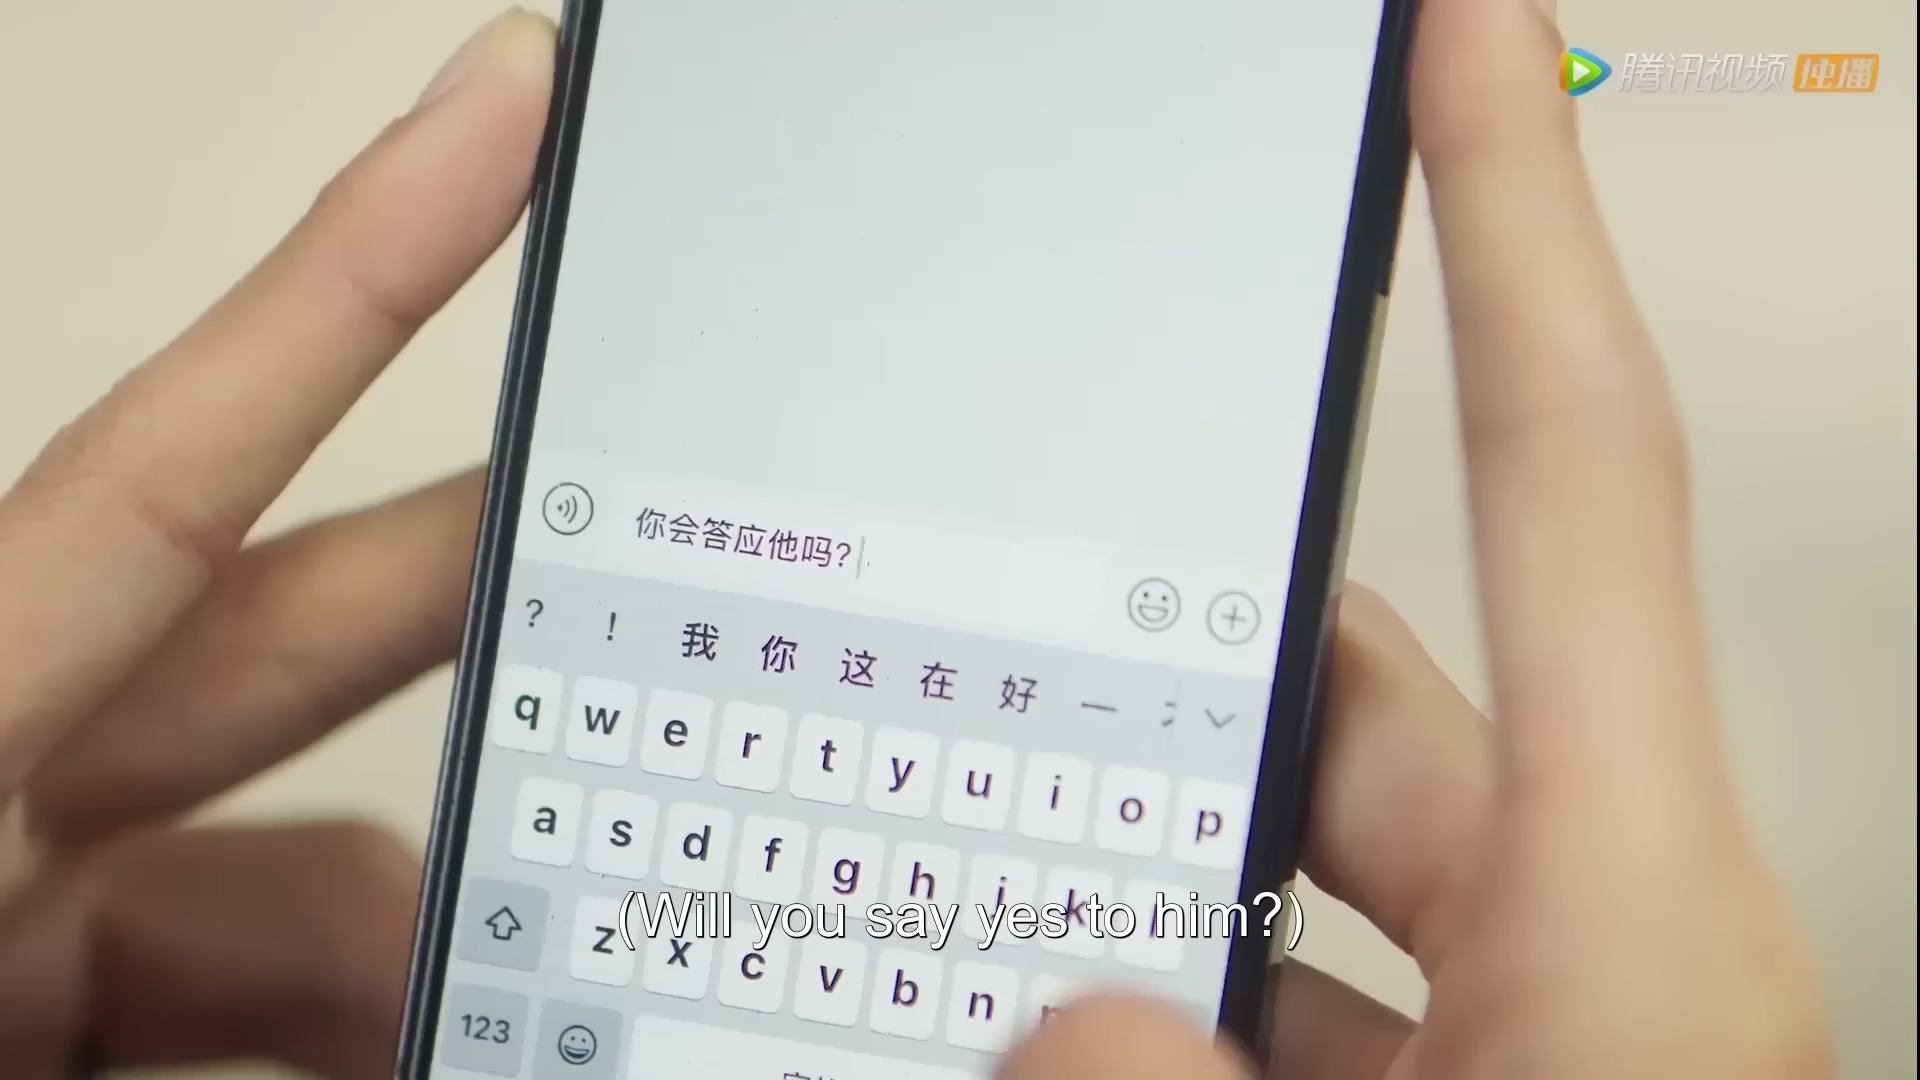 腾讯视频 独播
你会答应他吗?
? ! 我 你 这 在 好 一
q w e r t y u i o p
a s d f g h j k
(Will you say yes to him?)
z x c v b n
123